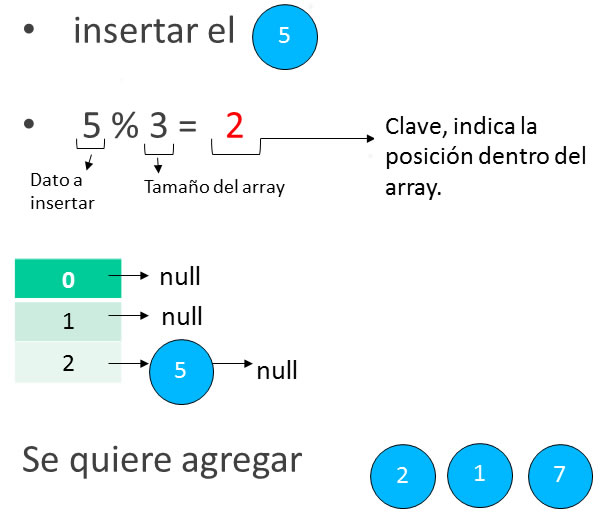 • insertar el 5
• 5 % 3 = 2
Clave, indica la
posición dentro del
array.
Dato a
insertar
Tamaño del array
0 null
1 null
2 5 null
Se quiere agregar 2 1 7